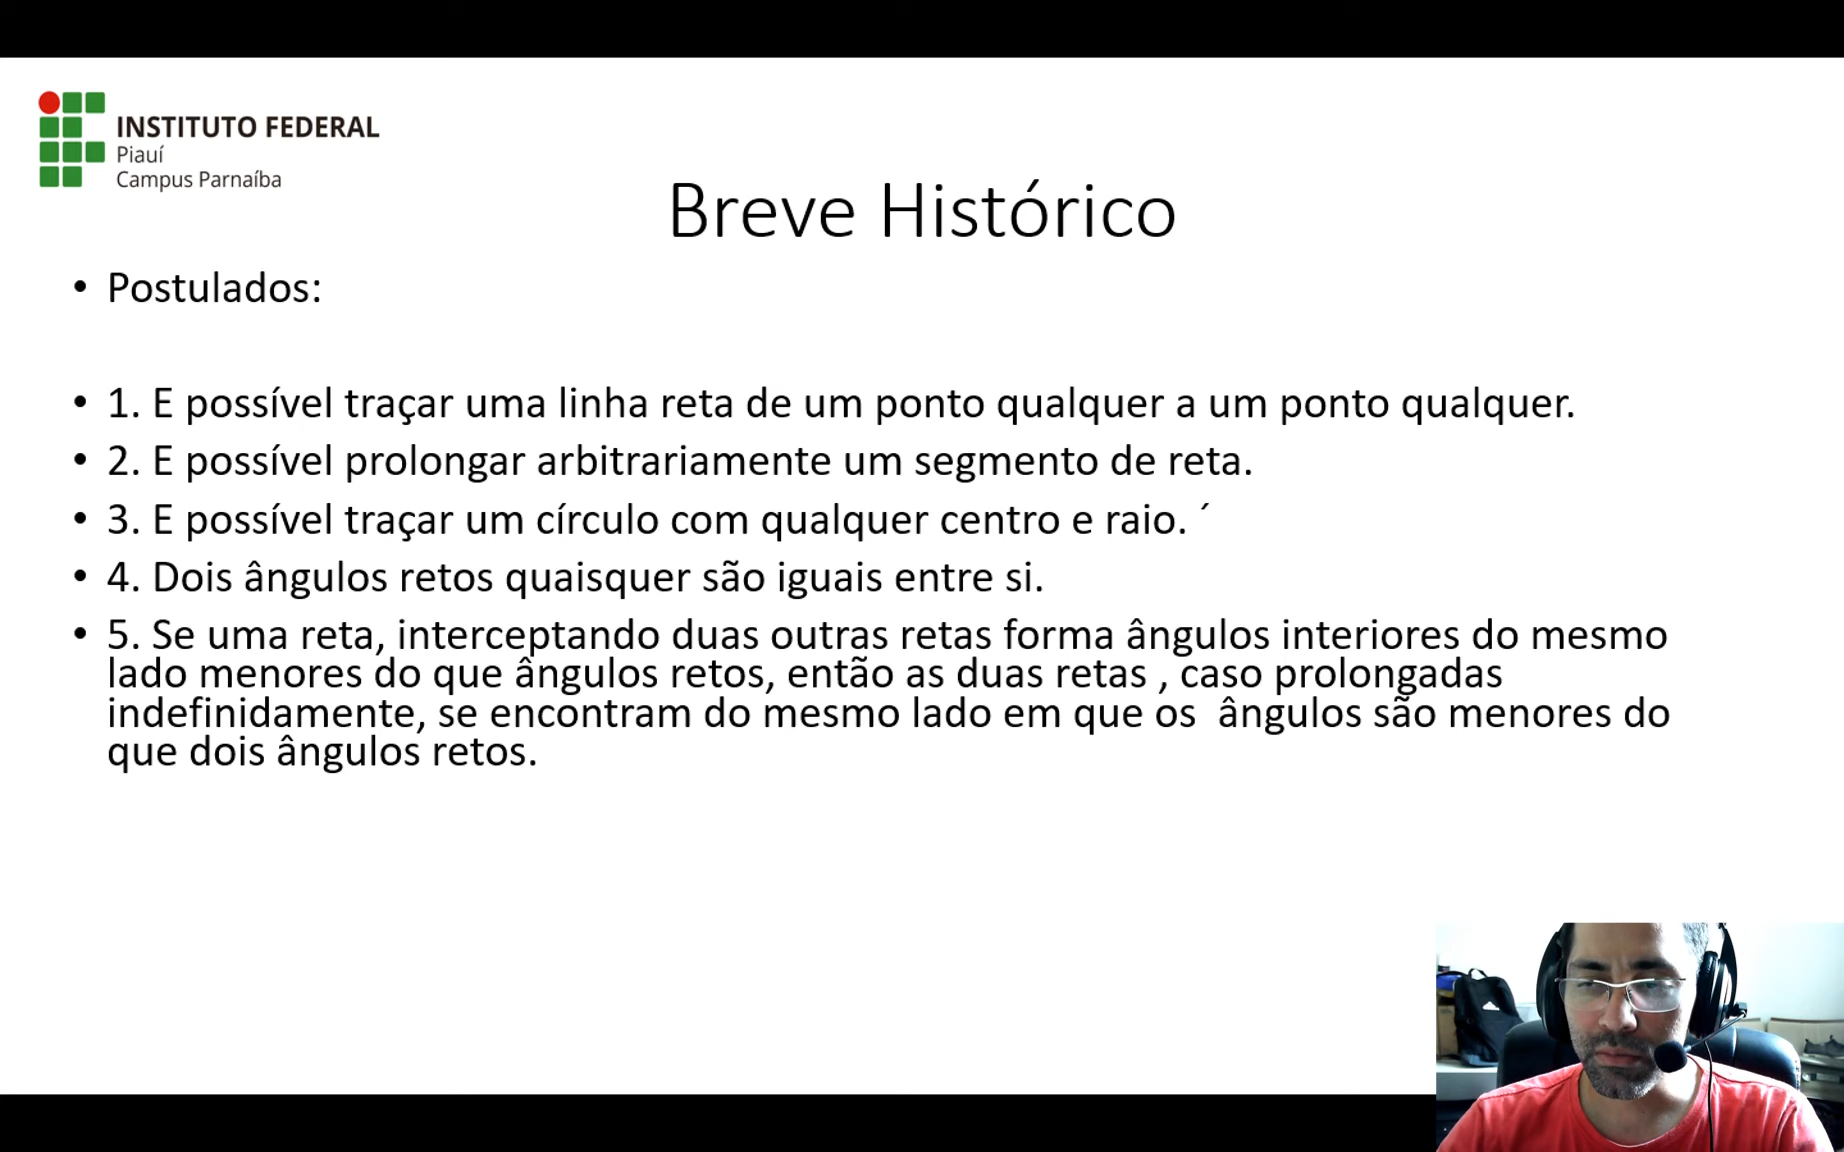 INSTITUTO FEDERAL
Piauí
Campus Parnaíba
Breve Histórico
• Postulados:
• 1. E possível traçar uma linha reta de um ponto qualquer a um ponto qualquer.
• 2. E possível prolongar arbitrariamente um segmento de reta.
• 3. E possível traçar um círculo com qualquer centro e raio. ´
• 4. Dois ângulos retos quaisquer são iguais entre si.
• 5. Se uma reta, interceptando duas outras retas forma ângulos interiores do mesmo
lado menores do que ângulos retos, então as duas retas , caso prolongadas
indefinidamente, se encontram do mesmo lado em que os  ângulos são menores do
que dois ângulos retos.